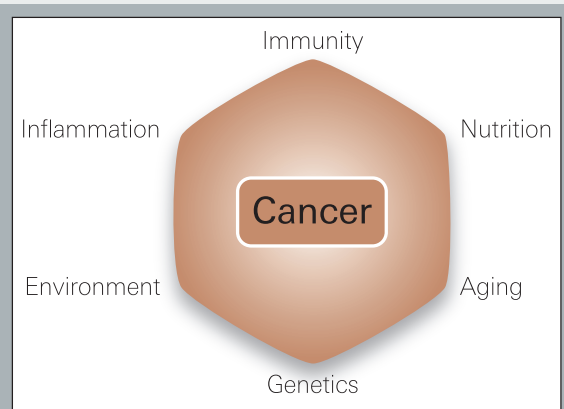 Immunity
Inflammation
Nutrition
Cancer
Environment
Aging
Genetics